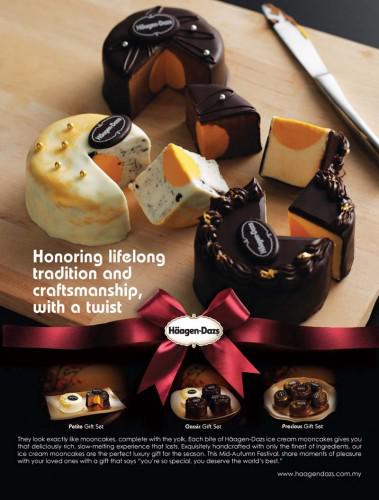 Häagen-Dazs
Häagen-Dazs
Häagen-Dazs
Honoring lifelong
tradition and
craftsmanship,
with a twist
Häagen-Dazs
Petite Gift Set
Classic Gift Set
Precious Gift Set
They look exactly like mooncakes, complete with the yolk. Each bite of Häagen-Dazs ice cream mooncakes gives you
that deliciously rich, slow-melting experience that lasts. Exquisitely handcrafted with only the finest of ingredients, our
ice cream mooncakes are the perfect luxury gift for the season. This Mid-Autumn Festival, share moments of pleasure
with your loved ones with a gift that says "you're so special, you deserve the world's best."
www.haagendazs.com.my